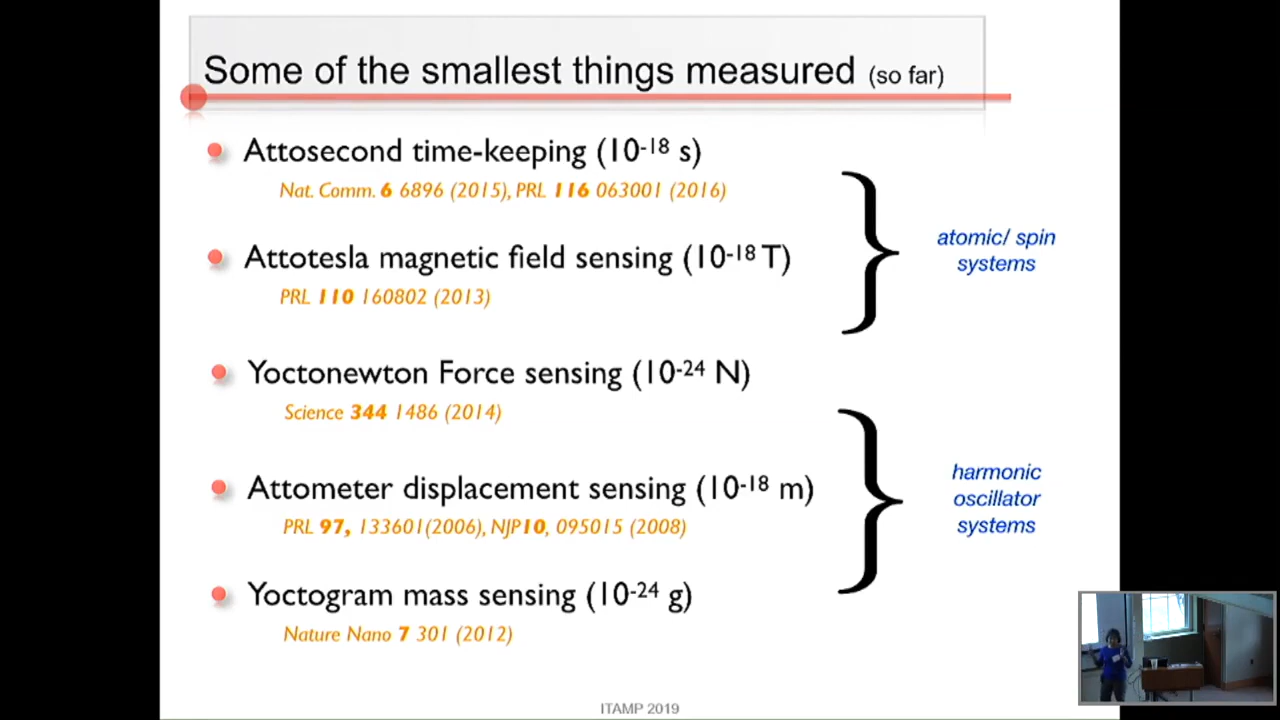 Some of the smallest things measured (so far)
Attosecond time-keeping (10-18 s)
Nat. Comm. 6 6896 (2015), PRL 116 063001 (2016)
Attotesla magnetic field sensing (10-18 T)
PRL 110 160802 (2013)
atomic/ spin
systems
Yoctonewton Force sensing (10-24 N)
Science 344 1486 (2014)
Attometer displacement sensing (10-18 m)
PRL 97, 133601(2006), NJP10, 095015 (2008)
Yoctogram mass sensing (10-24 g)
Nature Nano 7 301 (2012)
harmonic
oscillator
systems
ITAMP 2019